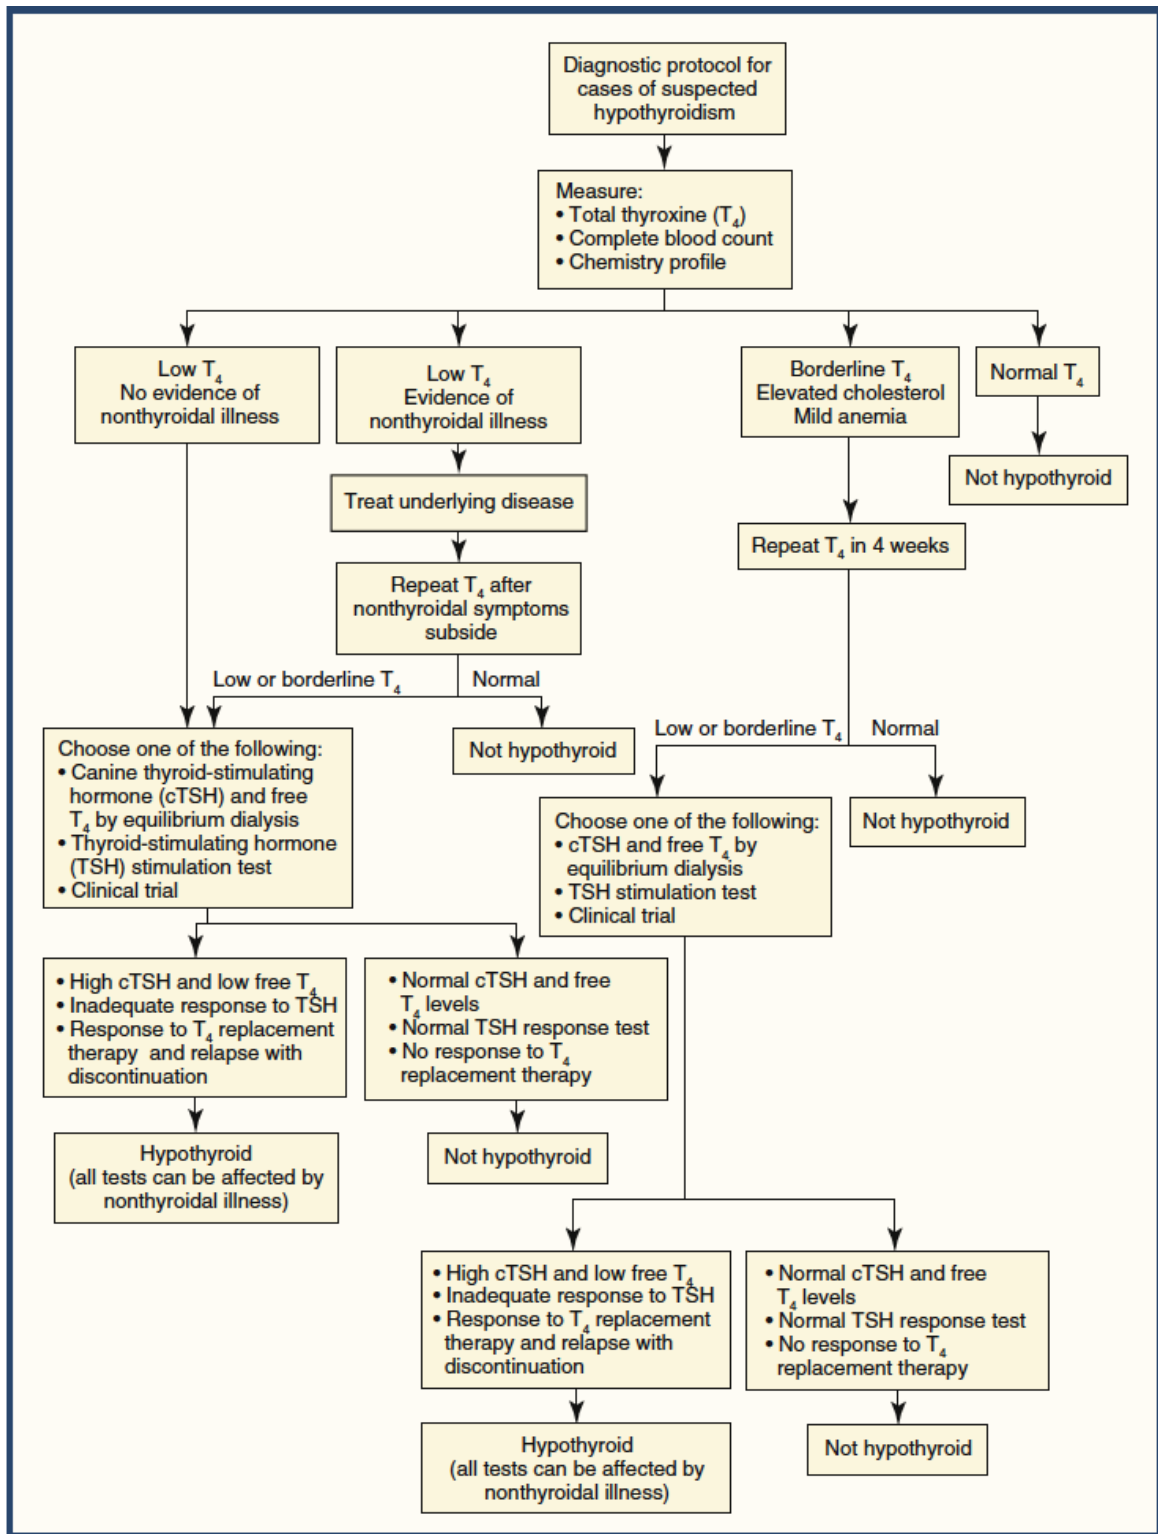 Diagnostic protocol for
cases of suspected
hypothyroidism
Measure:
• Total thyroxine (T4)
• Complete blood count
• Chemistry profile
Low T4
No evidence of
nonthyroidal illness
Low T4
Evidence of
nonthyroidal illness
Borderline T4
Elevated cholesterol
Mild anemia
Normal T4
Not hypothyroid
Treat underlying disease
Repeat T4 in 4 weeks
Repeat T4 after
nonthyroidal symptoms
subside
Low or borderline T4
Normal
Not hypothyroid
Low or borderline T4
Normal
Not hypothyroid
Choose one of the following:
• Canine thyroid-stimulating
hormone (cTSH) and free
T4 by equilibrium dialysis
• Thyroid-stimulating hormone
(TSH) stimulation test
• Clinical trial
Choose one of the following:
• cTSH and free T4 by
equilibrium dialysis
• TSH stimulation test
• Clinical trial
• High cTSH and low free T4
• Inadequate response to TSH
• Response to T4 replacement
therapy and relapse with
discontinuation
• Normal cTSH and free
T4 levels
• Normal TSH response test
• No response to T4
replacement therapy
Hypothyroid
(all tests can be affected by
nonthyroidal illness)
Not hypothyroid
• High cTSH and low free T4
• Inadequate response to TSH
• Response to T4 replacement
therapy and relapse with
discontinuation
• Normal cTSH and free
T4 levels
• Normal TSH response test
• No response to T4
replacement therapy
Hypothyroid
(all tests can be affected by
nonthyroidal illness)
Not hypothyroid